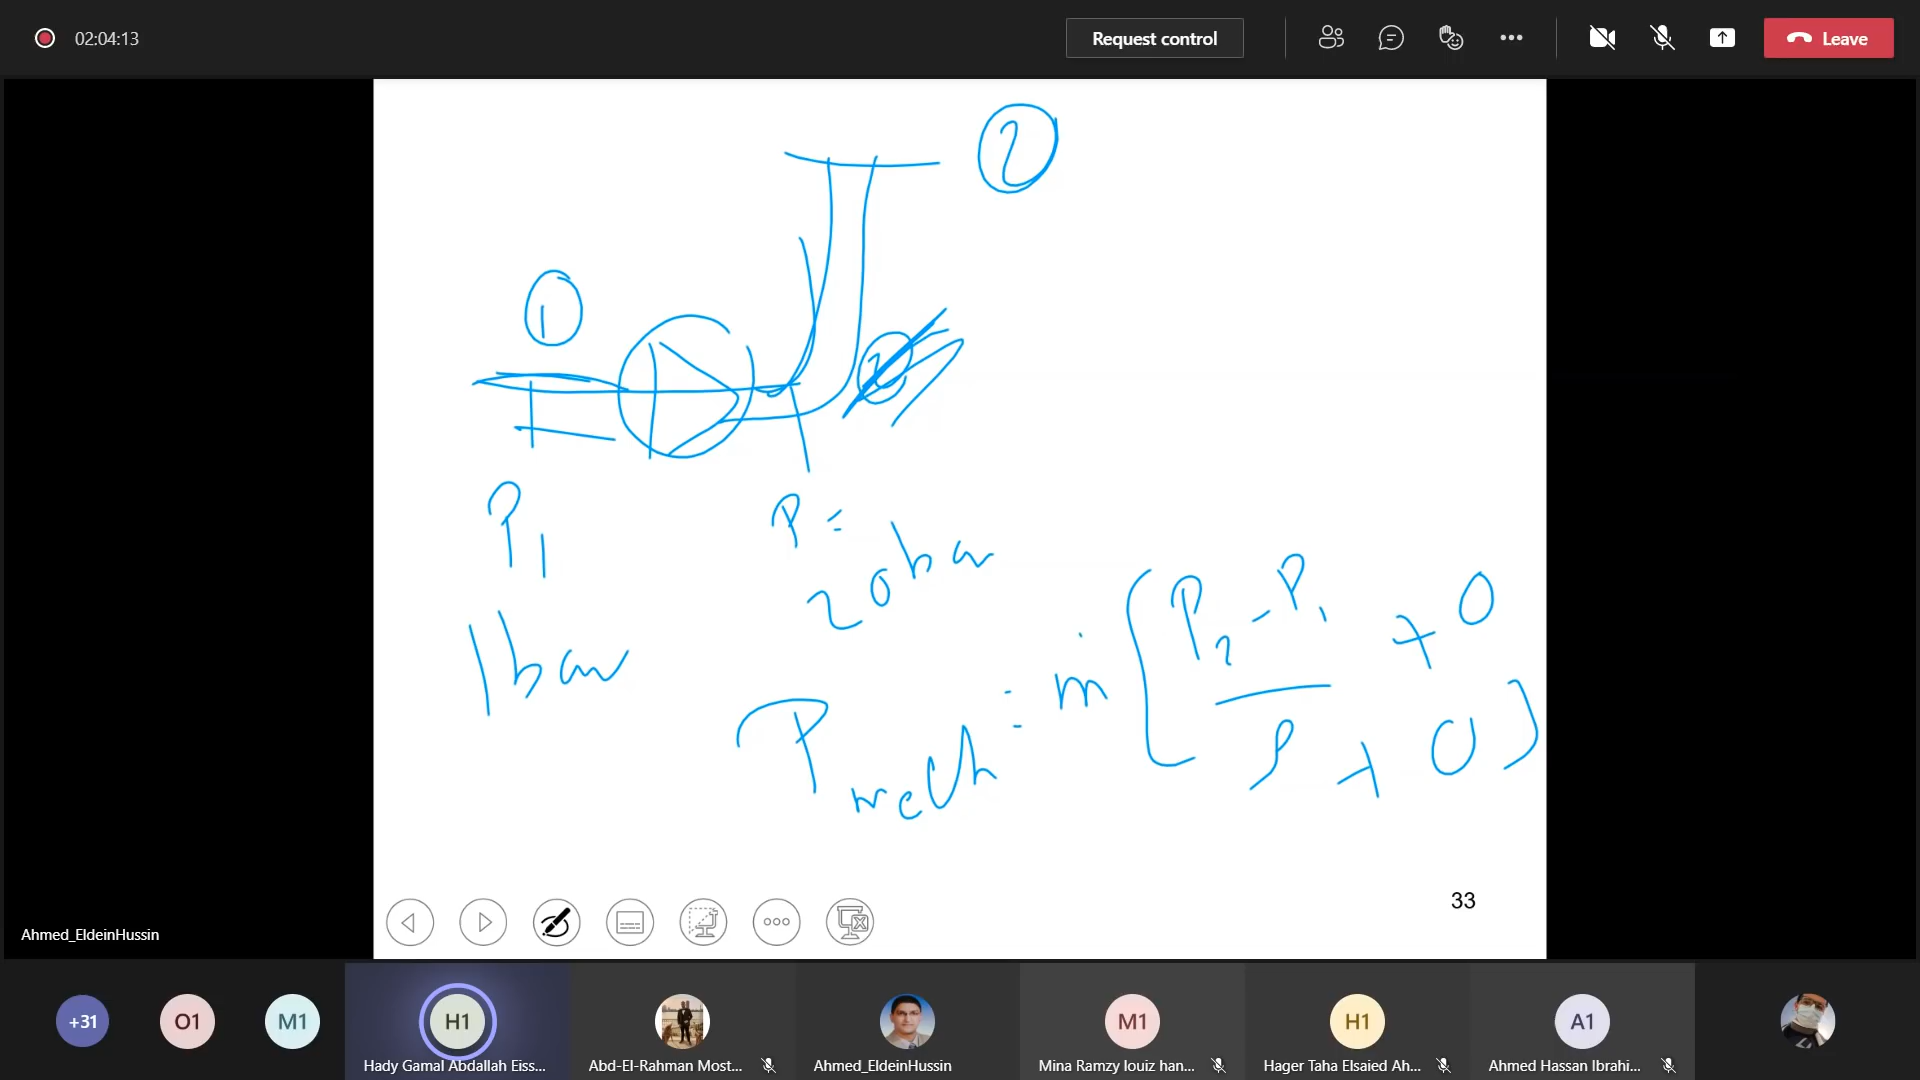 02:04:13
Request control
Leave
2
1
2
P1
1bar
P =
20bar
Pmech = ṁ [ P2 - P1 / ρ + 0 + 0 ]
33
Ahmed_EldeinHussin
+31
O1
M1
H1
M1
H1
A1
Hady Gamal Abdallah Eiss...
Abd-El-Rahman Most...
Ahmed_EldeinHussin
Mina Ramzy louiz han...
Hager Taha Elsaied Ah...
Ahmed Hassan Ibrahi...